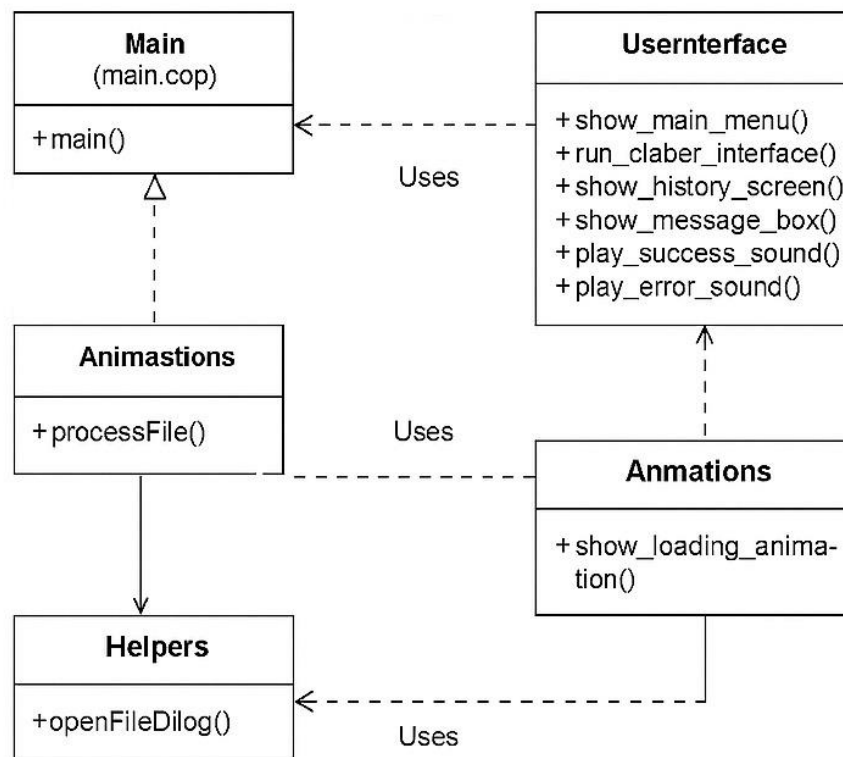 Main
(main.cop)
+main()
Usernterface
+show_main_menu()
+run_claber_interface()
+show_history_screen()
+show_message_box()
+play_success_sound()
+play_error_sound()
Uses
Animastions
+processFile()
Uses
Anmations
+show_loading_anima-
tion()
Helpers
+openFileDilog()
Uses